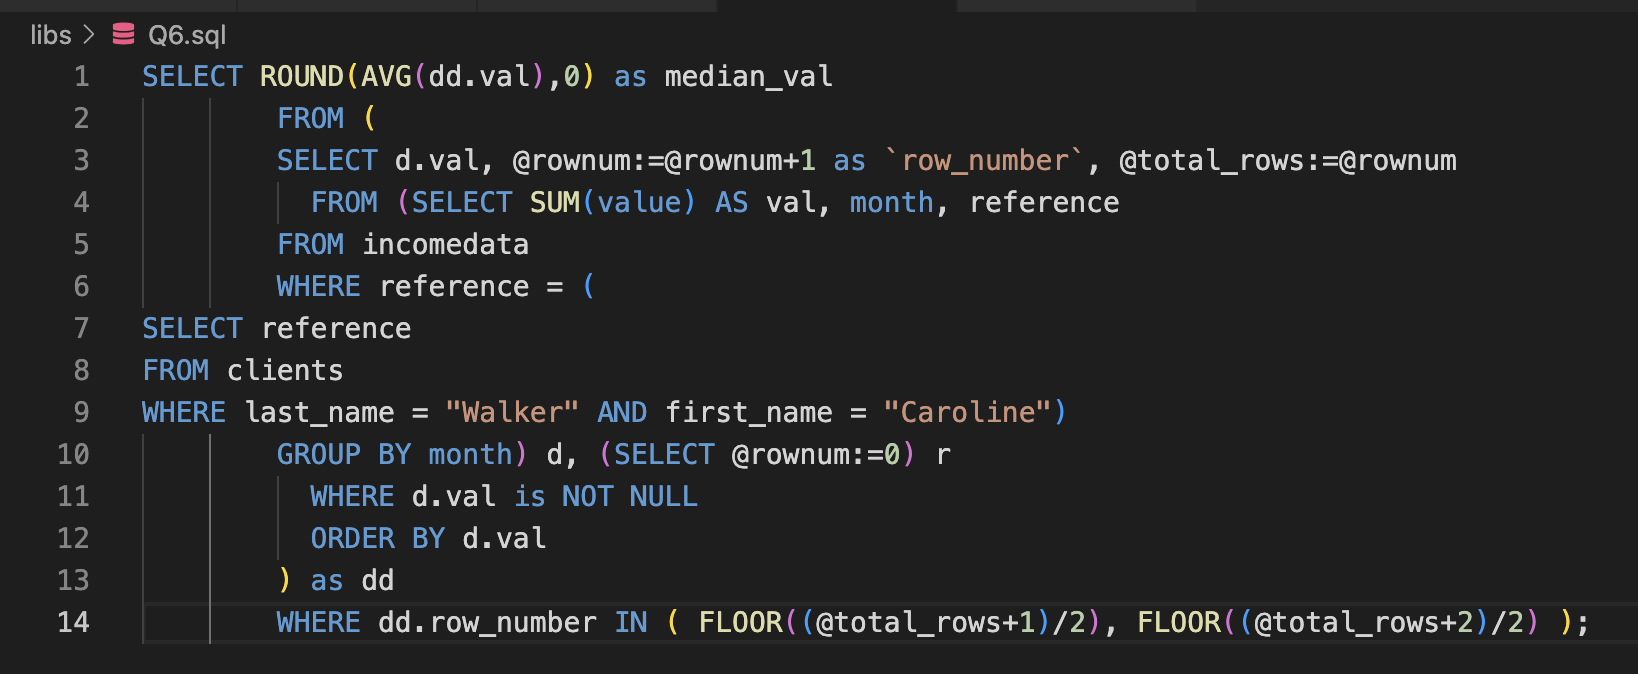 libs > Q6.sql
1 SELECT ROUND(AVG(dd.val),0) as median_val
2 FROM (
3 SELECT d.val, @rownum:=@rownum+1 as `row_number`, @total_rows:=@rownum
4 FROM (SELECT SUM(value) AS val, month, reference
5 FROM incomedata
6 WHERE reference = (
7 SELECT reference
8 FROM clients
9 WHERE last_name = "Walker" AND first_name = "Caroline")
10 GROUP BY month) d, (SELECT @rownum:=0) r
11 WHERE d.val is NOT NULL
12 ORDER BY d.val
13 ) as dd
14 WHERE dd.row_number IN ( FLOOR((@total_rows+1)/2), FLOOR((@total_rows+2)/2) );